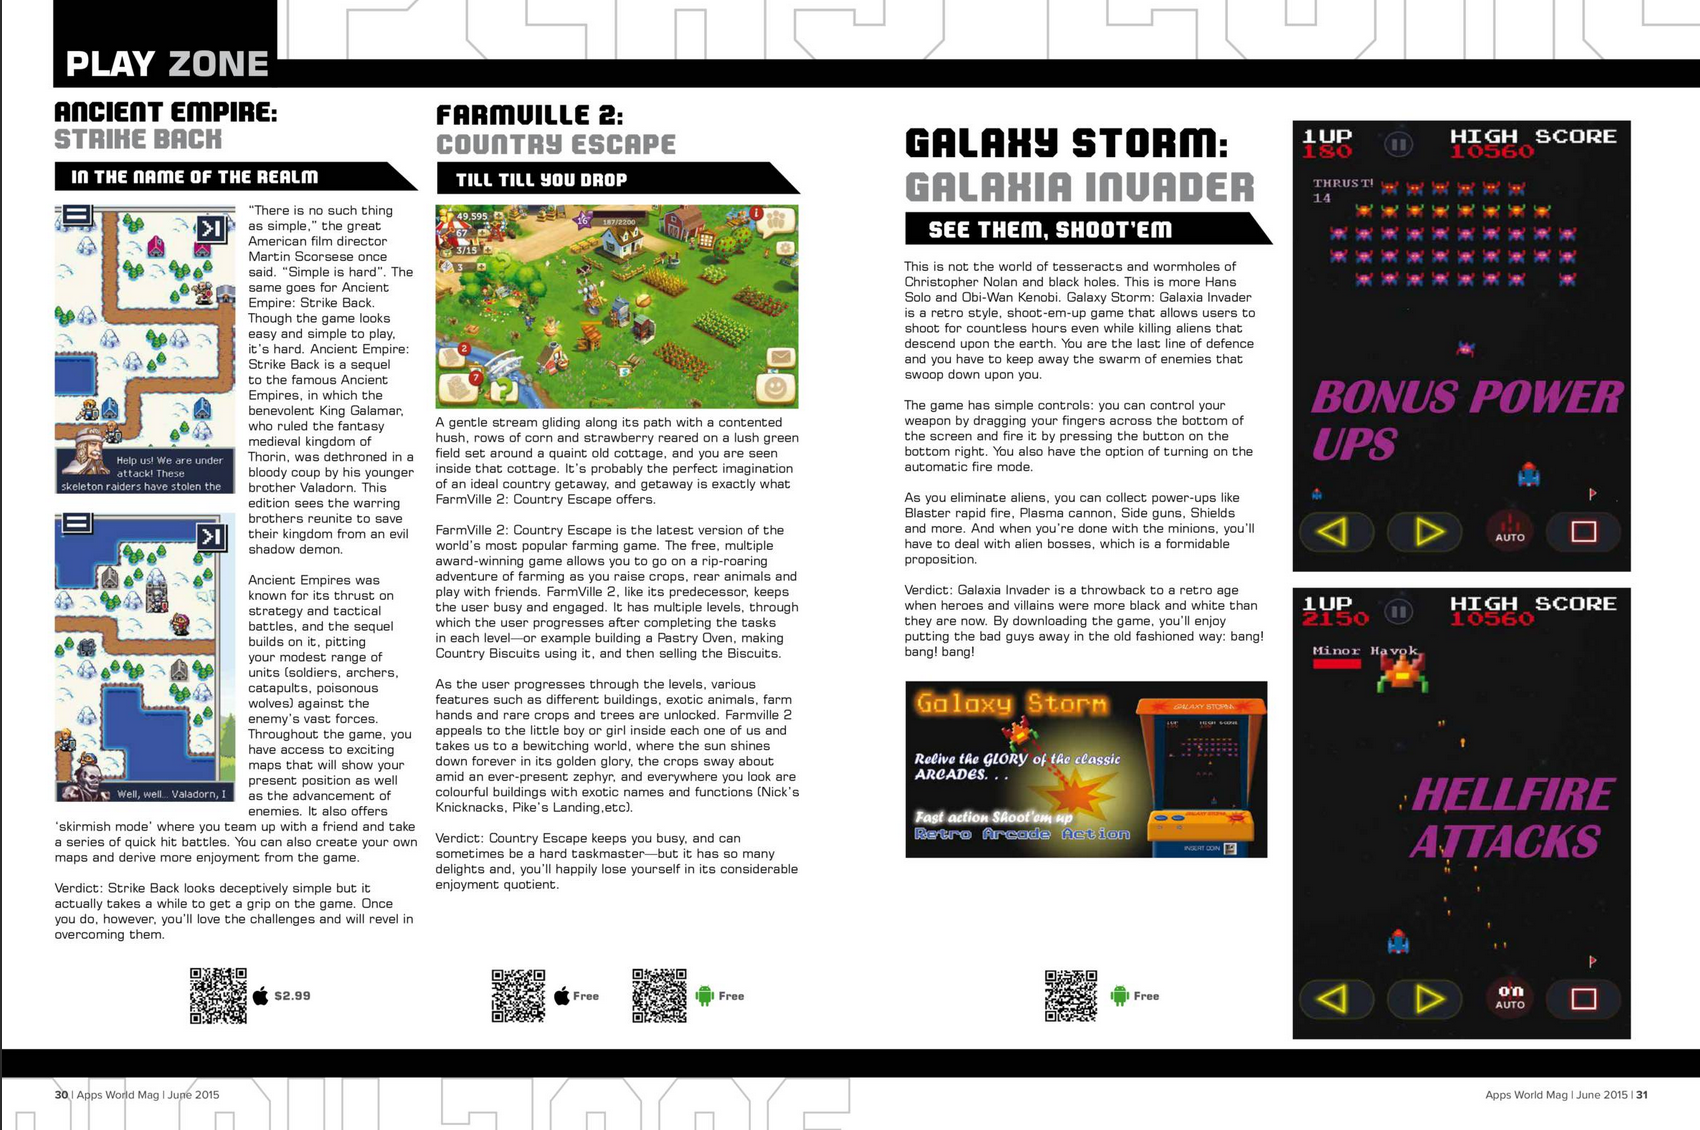 PLAY ZONE
ANCIENT EMPIRE:
STRIKE BACK
IN THE NAME OF THE REALM
Help us! We are under
attack! These
skeleton raiders have stolen the
Well, well... Valadorn, I
“There is no such thing
as simple,” the great
American film director
Martin Scorsese once
said. “Simple is hard”. The
same goes for Ancient
Empire: Strike Back.
Though the game looks
easy and simple to play,
it’s hard. Ancient Empire:
Strike Back is a sequel
to the famous Ancient
Empires, in which the
benevolent King Galamar,
who ruled the fantasy
medieval kingdom of
Thorin, was dethroned in a
bloody coup by his younger
brother Valadorn. This
edition sees the warring
brothers reunite to save
their kingdom from an evil
shadow demon.
Ancient Empires was
known for its thrust on
strategy and tactical
battles, and the sequel
builds on it, pitting
your modest range of
units (soldiers, archers,
catapults, poisonous
wolves) against the
enemy’s vast forces.
Throughout the game, you
have access to exciting
maps that will show your
present position as well
as the advancement of
enemies. It also offers
‘skirmish mode’ where you team up with a friend and take
a series of quick hit battles. You can also create your own
maps and derive more enjoyment from the game.
Verdict: Strike Back looks deceptively simple but it
actually takes a while to get a grip on the game. Once
you do, however, you’ll love the challenges and will revel in
overcoming them.
$2.99
FARMVILLE 2:
COUNTRY ESCAPE
TILL TILL YOU DROP
49,595
67
3/15
3
16
187/2200
2
7
A gentle stream gliding along its path with a contented
hush, rows of corn and strawberry reared on a lush green
field set around a quaint old cottage, and you are seen
inside that cottage. It’s probably the perfect imagination
of an ideal country getaway, and getaway is exactly what
FarmVille 2: Country Escape offers.
FarmVille 2: Country Escape is the latest version of the
world’s most popular farming game. The free, multiple
award-winning game allows you to go on a rip-roaring
adventure of farming as you raise crops, rear animals and
play with friends. FarmVille 2, like its predecessor, keeps
the user busy and engaged. It has multiple levels, through
which the user progresses after completing the tasks
in each level—or example building a Pastry Oven, making
Country Biscuits using it, and then selling the Biscuits.
As the user progresses through the levels, various
features such as different buildings, exotic animals, farm
hands and rare crops and trees are unlocked. Farmville 2
appeals to the little boy or girl inside each one of us and
takes us to a bewitching world, where the sun shines
down forever in its golden glory, the crops sway about
amid an ever-present zephyr, and everywhere you look are
colourful buildings with exotic names and functions (Nick’s
Knicknacks, Pike’s Landing,etc).
Verdict: Country Escape keeps you busy, and can
sometimes be a hard taskmaster—but it has so many
delights and, you’ll happily lose yourself in its considerable
enjoyment quotient.
Free
Free
GALAXY STORM:
GALAXIA INVADER
SEE THEM, SHOOT’EM
This is not the world of tesseracts and wormholes of
Christopher Nolan and black holes. This is more Hans
Solo and Obi-Wan Kenobi. Galaxy Storm: Galaxia Invader
is a retro style, shoot-em-up game that allows users to
shoot for countless hours even while killing aliens that
descend upon the earth. You are the last line of defence
and you have to keep away the swarm of enemies that
swoop down upon you.
The game has simple controls: you can control your
weapon by dragging your fingers across the bottom of
the screen and fire it by pressing the button on the
bottom right. You also have the option of turning on the
automatic fire mode.
As you eliminate aliens, you can collect power-ups like
Blaster rapid fire, Plasma cannon, Side guns, Shields
and more. And when you’re done with the minions, you’ll
have to deal with alien bosses, which is a formidable
proposition.
Verdict: Galaxia Invader is a throwback to a retro age
when heroes and villains were more black and white than
they are now. By downloading the game, you’ll enjoy
putting the bad guys away in the old fashioned way: bang!
bang! bang!
Galaxy Storm
Relive the GLORY of the classic
ARCADES. . .
Fast action Shoot'em up
Retro Arcade Action
GALAXY STORM
INSERT COIN
Free
1UP HIGH SCORE
180 10560
THRUST!
14
BONUS POWER
UPS
AUTO
1UP HIGH SCORE
2150 10560
Minor Havok
HELLFIRE
ATTACKS
on
AUTO
30 | Apps World Mag | June 2015
Apps World Mag | June 2015 | 31